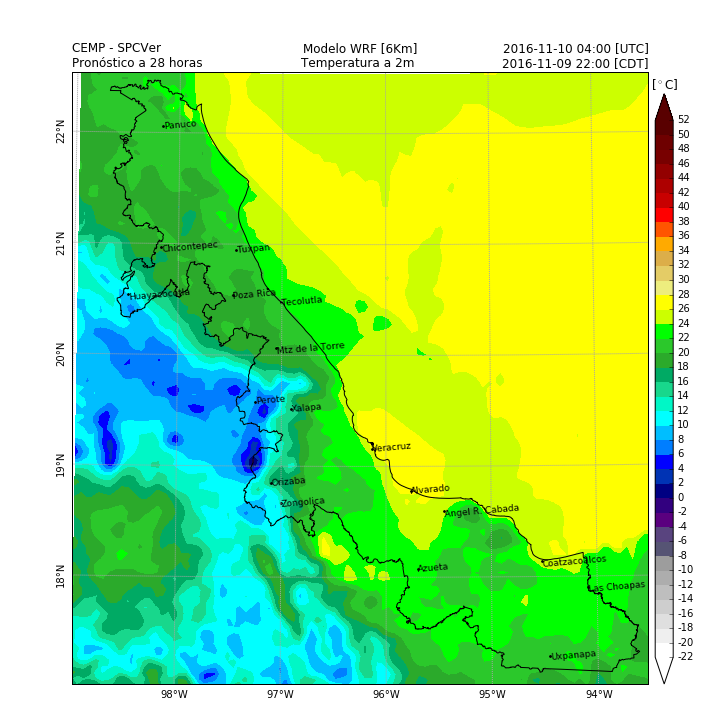 CEMP - SPCVer
Modelo WRF [6Km]
2016-11-10 04:00 [UTC]
Pronóstico a 28 horas
Temperatura a 2m
2016-11-09 22:00 [CDT]
[°C]
22°N
21°N
20°N
19°N
18°N
98°W
97°W
96°W
95°W
94°W
Panuco
Chicontepec
Tuxpan
Huayacocotla
Poza Rica
Tecolutla
Mtz de la Torre
Perote
Xalapa
Veracruz
Orizaba
Alvarado
Zongolica
Angel R. Cabada
Azueta
Coatzacoalcos
Las Choapas
Uxpanapa
52
50
48
46
44
42
40
38
36
34
32
30
28
26
24
22
20
18
16
14
12
10
8
6
4
2
0
-2
-4
-6
-8
-10
-12
-14
-16
-18
-20
-22